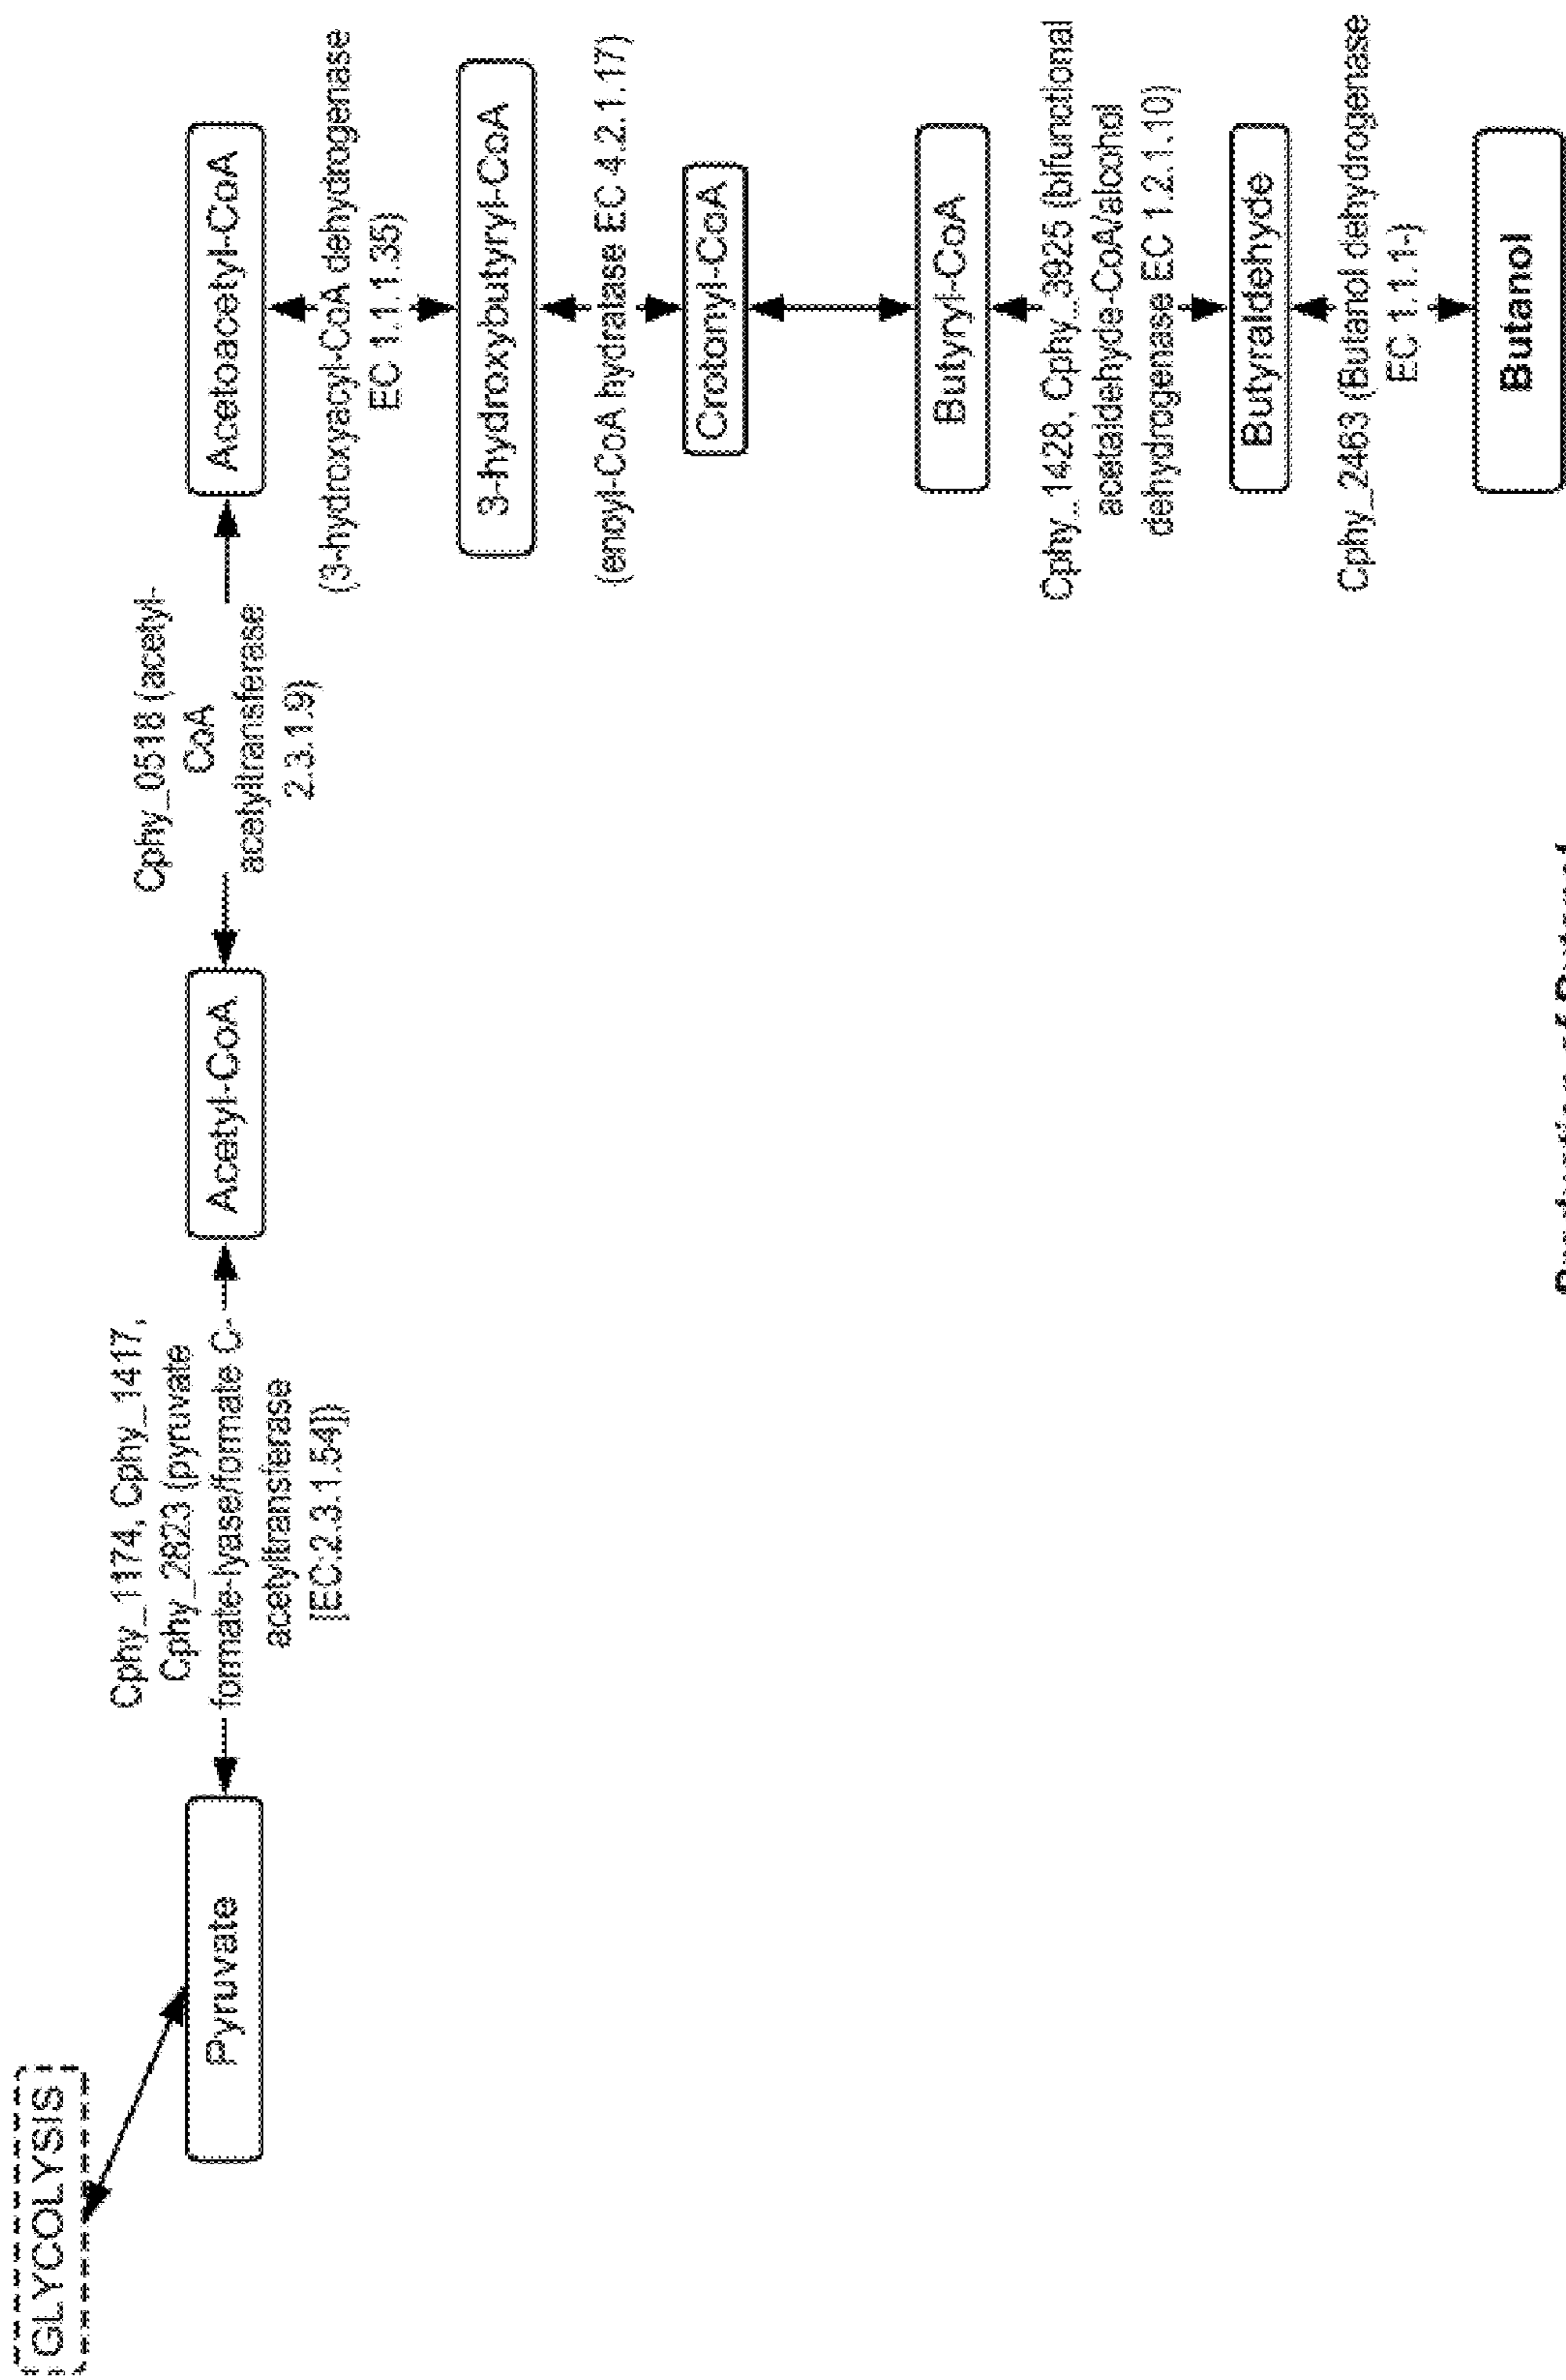 GLYCOLYSIS
Pyruvate
Cphy_1174, Cphy_1417,
Cphy_2823 (pyruvate
formate-lyase/formate C-
acetyltransferase
[EC:2.3.1.54])
Acetyl-CoA
Cphy_0518 (acetyl-
CoA
acetyltransferase
2.3.1.9)
Acetoacetyl-CoA
(3-hydroxyacyl-CoA dehydrogenase
EC 1.1.1.35)
3-hydroxybutyryl-CoA
(enoyl-CoA hydratase EC 4.2.1.17)
Crotonyl-CoA
Butyryl-CoA
Cphy_1428, Cphy_3925 (bifunctional
acetaldehyde-CoA/alcohol
dehydrogenase EC 1.2.1.10)
Butyraldehyde
Cphy_2463 (Butanol dehydrogenase
EC 1.1.1-)
Butanol
Production of Butanol